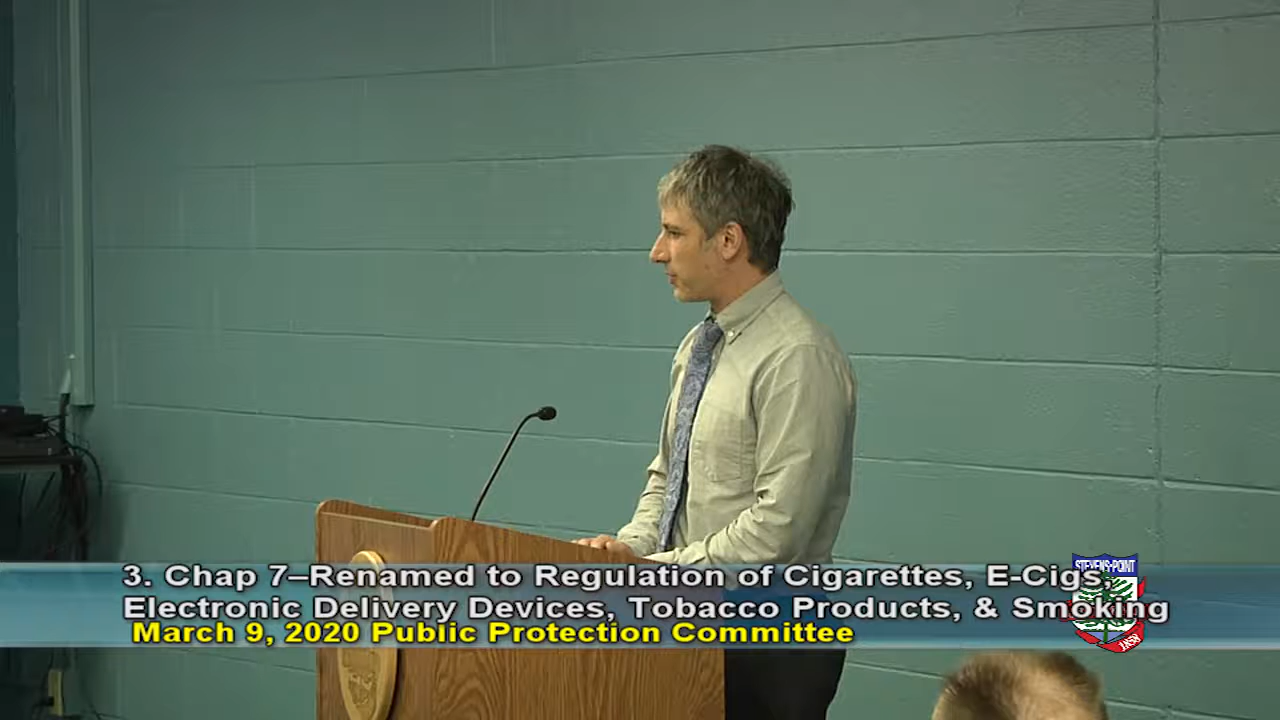 3. Chap 7–Renamed to Regulation of Cigarettes, E-Cigs,
Electronic Delivery Devices, Tobacco Products, & Smoking
March 9, 2020 Public Protection Committee
STEVENS·POINT